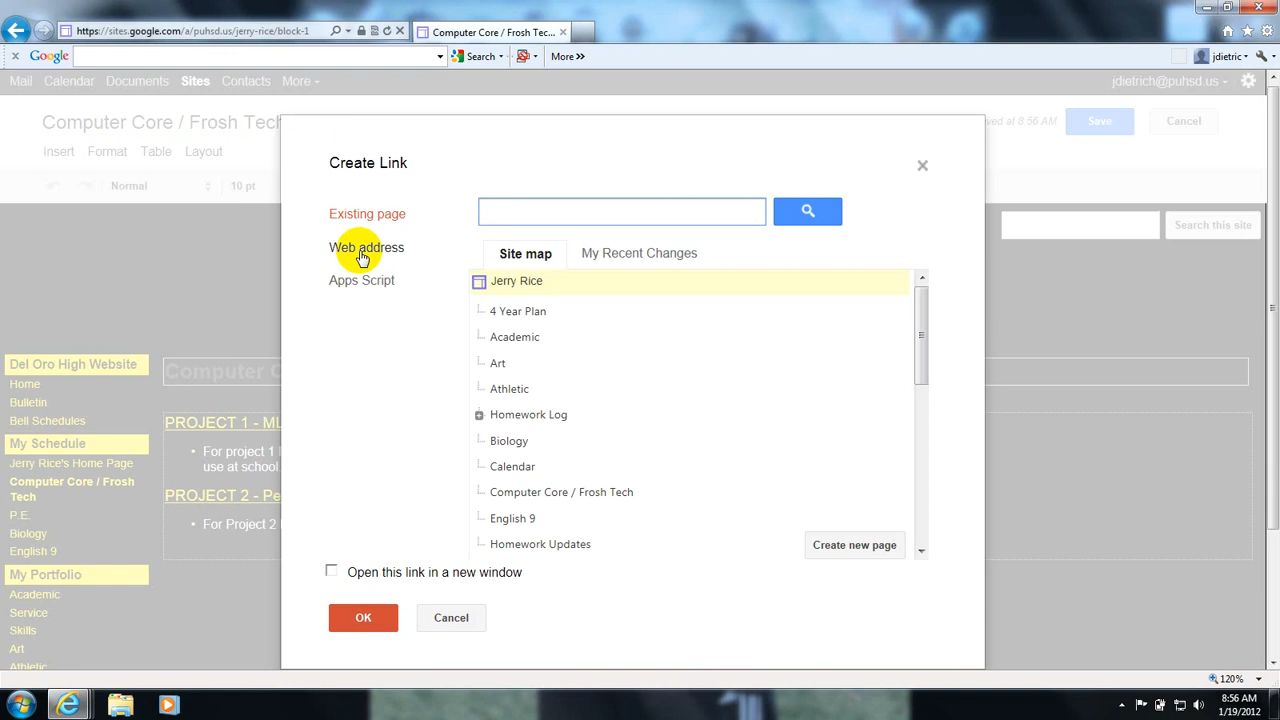 https://sites.google.com/a/puhsd.us/jerry-rice/block-1
Computer Core / Frosh Tec...
Google
Search
More »
jdietric
Mail Calendar Documents Sites Contacts More
jdietrich@puhsd.us
Computer Core / Frosh Tech
at 8:56 AM
Save
Cancel
Insert Format Table Layout
Normal
10 pt
Search this site
Create Link
Existing page
Web address
Apps Script
Site map
My Recent Changes
Jerry Rice
4 Year Plan
Academic
Art
Athletic
Homework Log
Biology
Calendar
Computer Core / Frosh Tech
English 9
Homework Updates
Create new page
Open this link in a new window
OK
Cancel
Del Oro High Website
Home
Bulletin
Bell Schedules
My Schedule
Jerry Rice's Home Page
Computer Core / Frosh
Tech
P.E.
Biology
English 9
My Portfolio
Academic
Service
Skills
Art
Athletic
Computer C
PROJECT 1 -
• For project 1
use at school.
PROJECT 2 - Pe
• For Project 2
120%
8:56 AM
1/19/2012